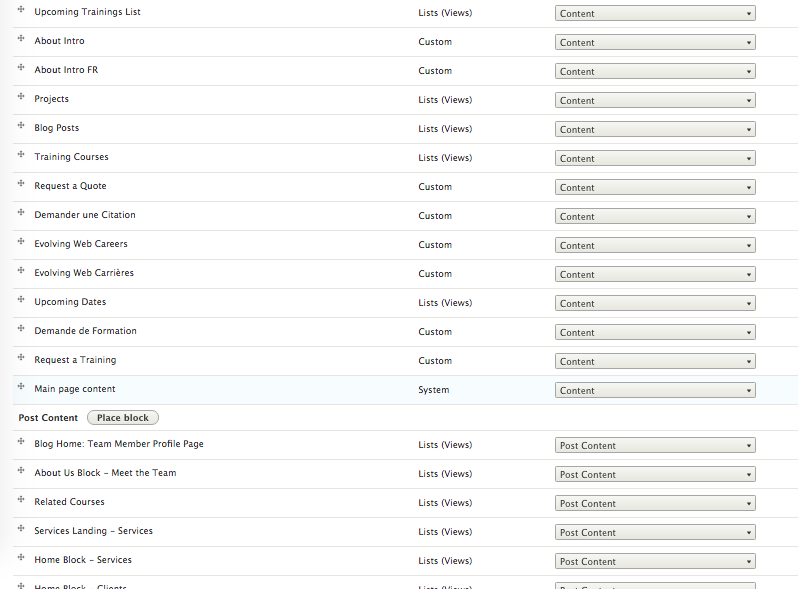 Upcoming Trainings List Lists (Views) Content
About Intro Custom Content
About Intro FR Custom Content
Projects Lists (Views) Content
Blog Posts Lists (Views) Content
Training Courses Lists (Views) Content
Request a Quote Custom Content
Demander une Citation Custom Content
Evolving Web Careers Custom Content
Evolving Web Carrières Custom Content
Upcoming Dates Lists (Views) Content
Demande de Formation Custom Content
Request a Training Custom Content
Main page content System Content
Post Content Place block
Blog Home: Team Member Profile Page Lists (Views) Post Content
About Us Block – Meet the Team Lists (Views) Post Content
Related Courses Lists (Views) Post Content
Services Landing – Services Lists (Views) Post Content
Home Block – Services Lists (Views) Post Content
Home Block – Clients Lists (Views) Post Content